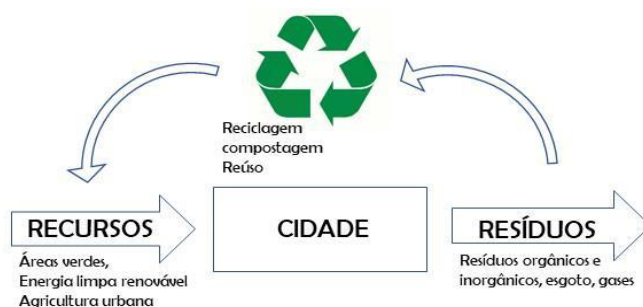 Reciclagem
compostagem
Reúso
RECURSOS
CIDADE
RESÍDUOS
Áreas verdes,
Energia limpa renovável
Agricultura urbana
Resíduos orgânicos e
inorgânicos, esgoto, gases